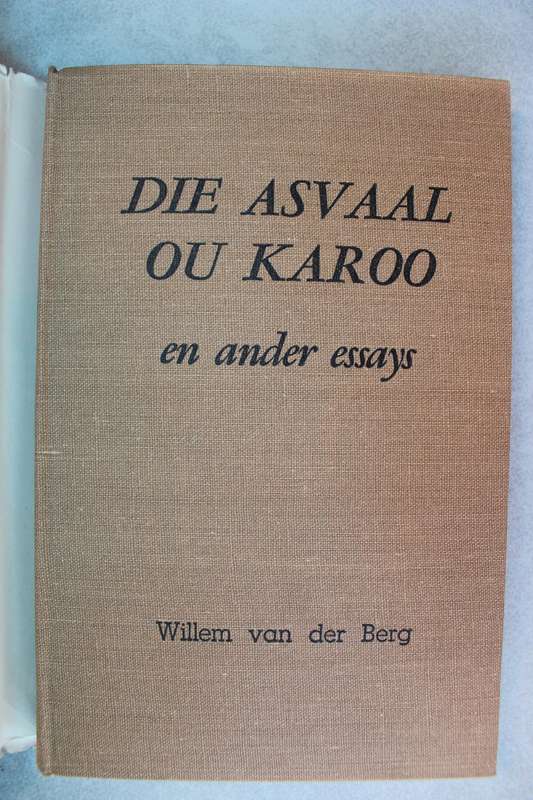 DIE ASVAAL
OU KAROO
en ander essays
Willem van der Berg